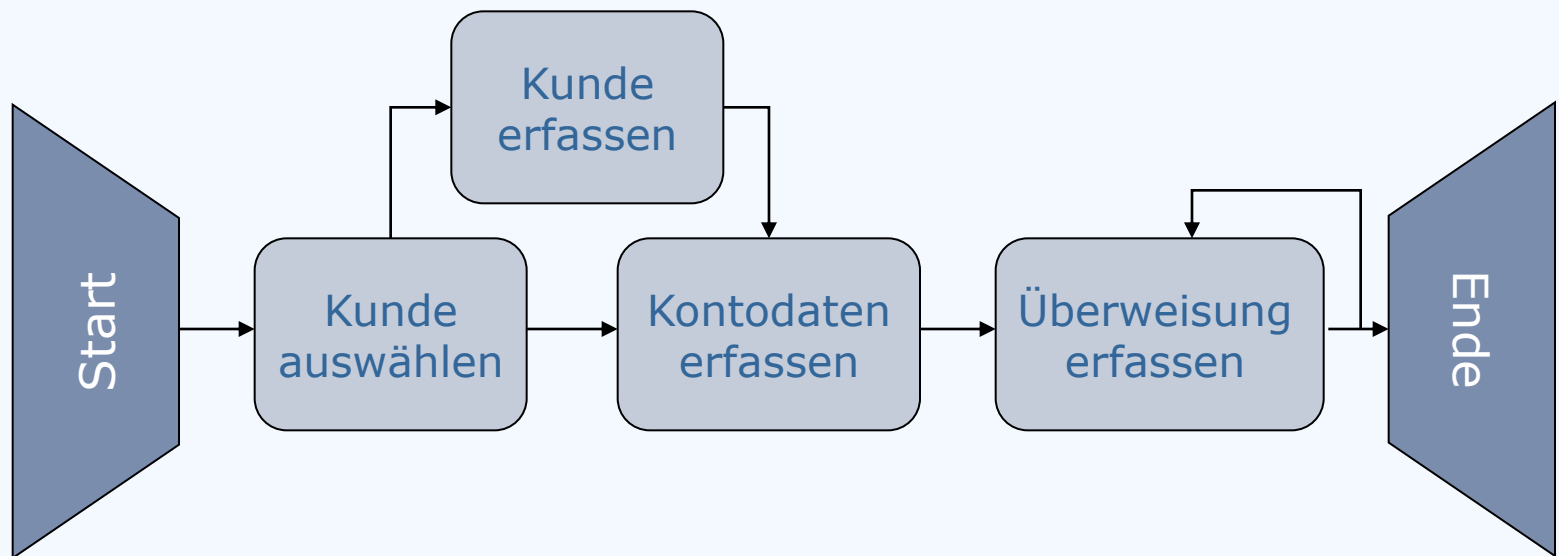 Kunde
erfassen
Start
Kunde
auswählen
Kontodaten
erfassen
Überweisung
erfassen
Ende